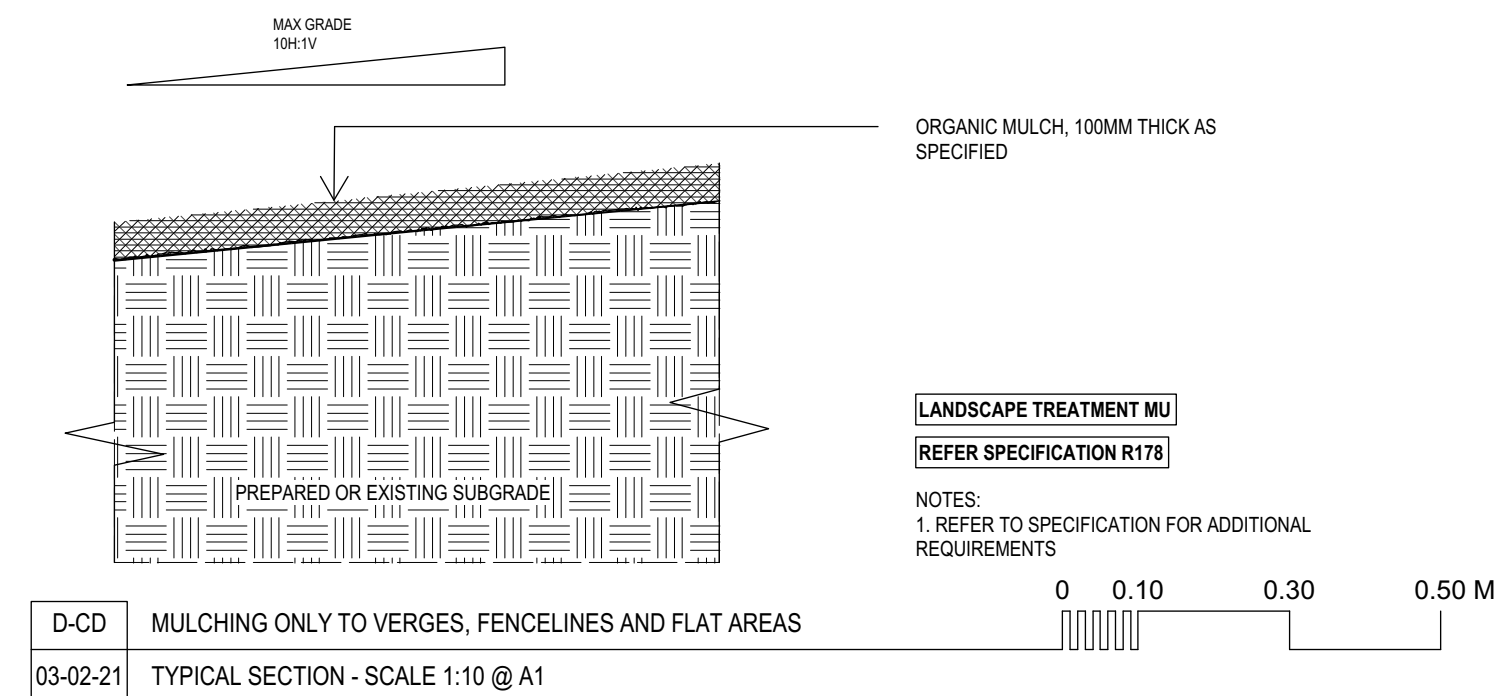 MAX GRADE
10H:1V
ORGANIC MULCH, 100MM THICK AS
SPECIFIED
LANDSCAPE TREATMENT MU
REFER SPECIFICATION R178
PREPARED OR EXISTING SUBGRADE
NOTES:
1. REFER TO SPECIFICATION FOR ADDITIONAL
REQUIREMENTS
0 0.10 0.30 0.50 M
D-CD MULCHING ONLY TO VERGES, FENCELINES AND FLAT AREAS
03-02-21 TYPICAL SECTION - SCALE 1:10 @ A1